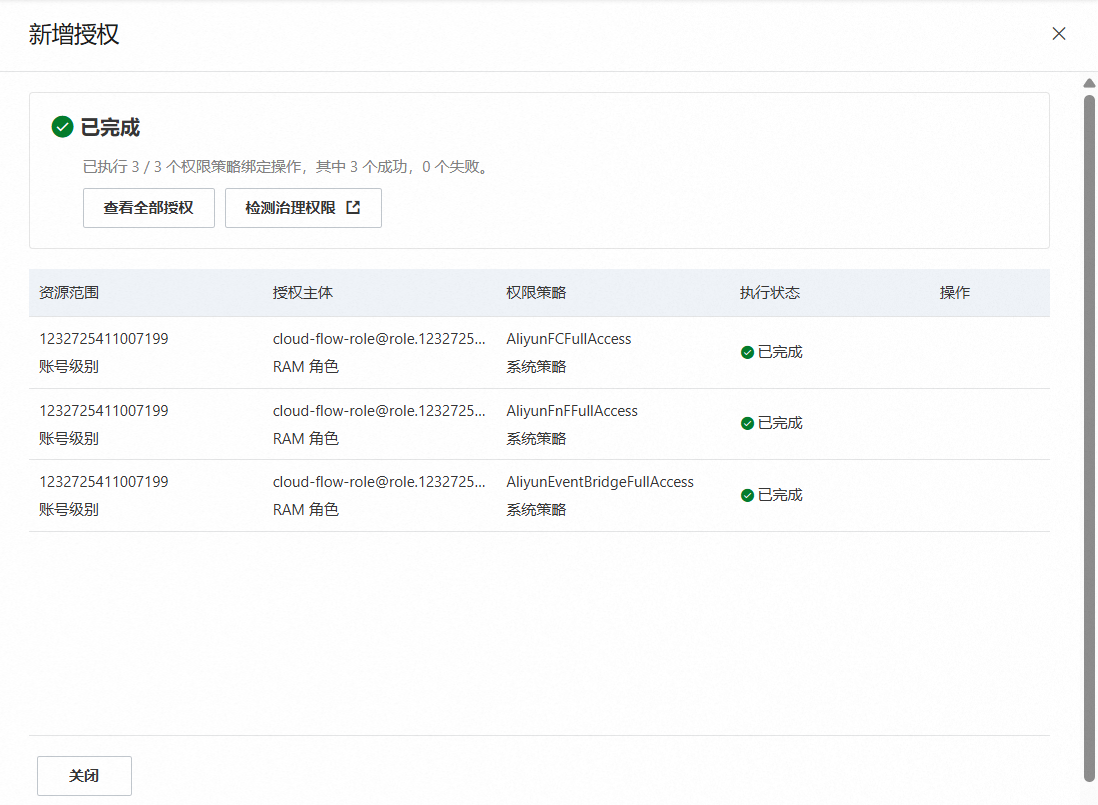 新增授权
已完成
已执行 3 / 3 个权限策略绑定操作，其中 3 个成功，0 个失败。
查看全部授权 检测治理权限
资源范围 授权主体 权限策略 执行状态 操作
1232725411007199 cloud-flow-role@role.1232725... AliyunFCFullAccess
账号级别 RAM 角色 系统策略 已完成
1232725411007199 cloud-flow-role@role.1232725... AliyunFnFFullAccess
账号级别 RAM 角色 系统策略 已完成
1232725411007199 cloud-flow-role@role.1232725... AliyunEventBridgeFullAccess
账号级别 RAM 角色 系统策略 已完成
关闭